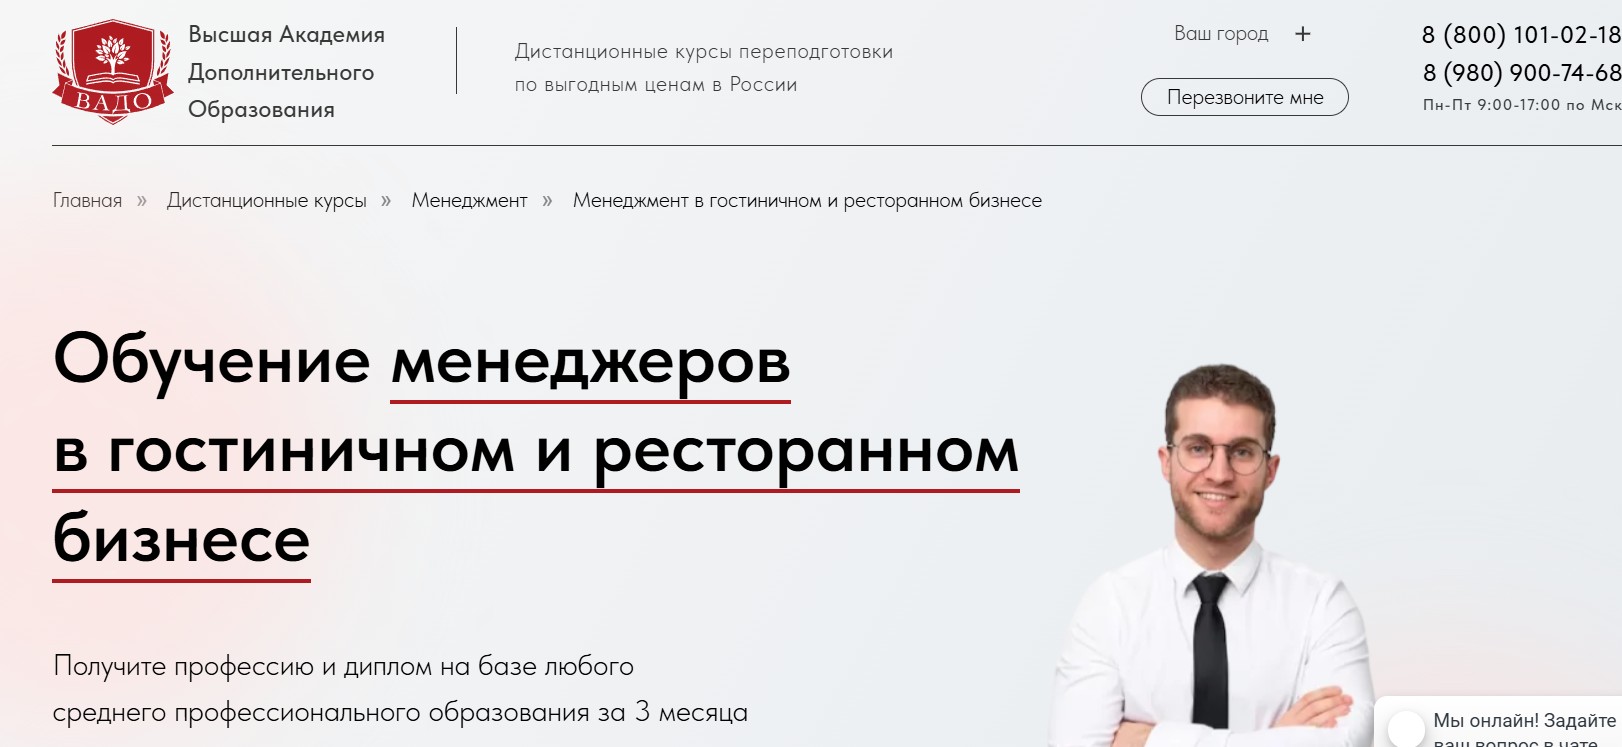 ВАДО
Высшая Академия
Дополнительного
Образования
Дистанционные курсы переподготовки
по выгодным ценам в России
Ваш город +
Перезвоните мне
8 (800) 101-02-18
8 (980) 900-74-68
Пн-Пт 9:00-17:00 по Мск
Главная » Дистанционные курсы » Менеджмент » Менеджмент в гостиничном и ресторанном бизнесе
Обучение менеджеров
в гостиничном и ресторанном
бизнесе
Получите профессию и диплом на базе любого
среднего профессионального образования за 3 месяца
Мы онлайн! Задайте
ваш вопрос в чате